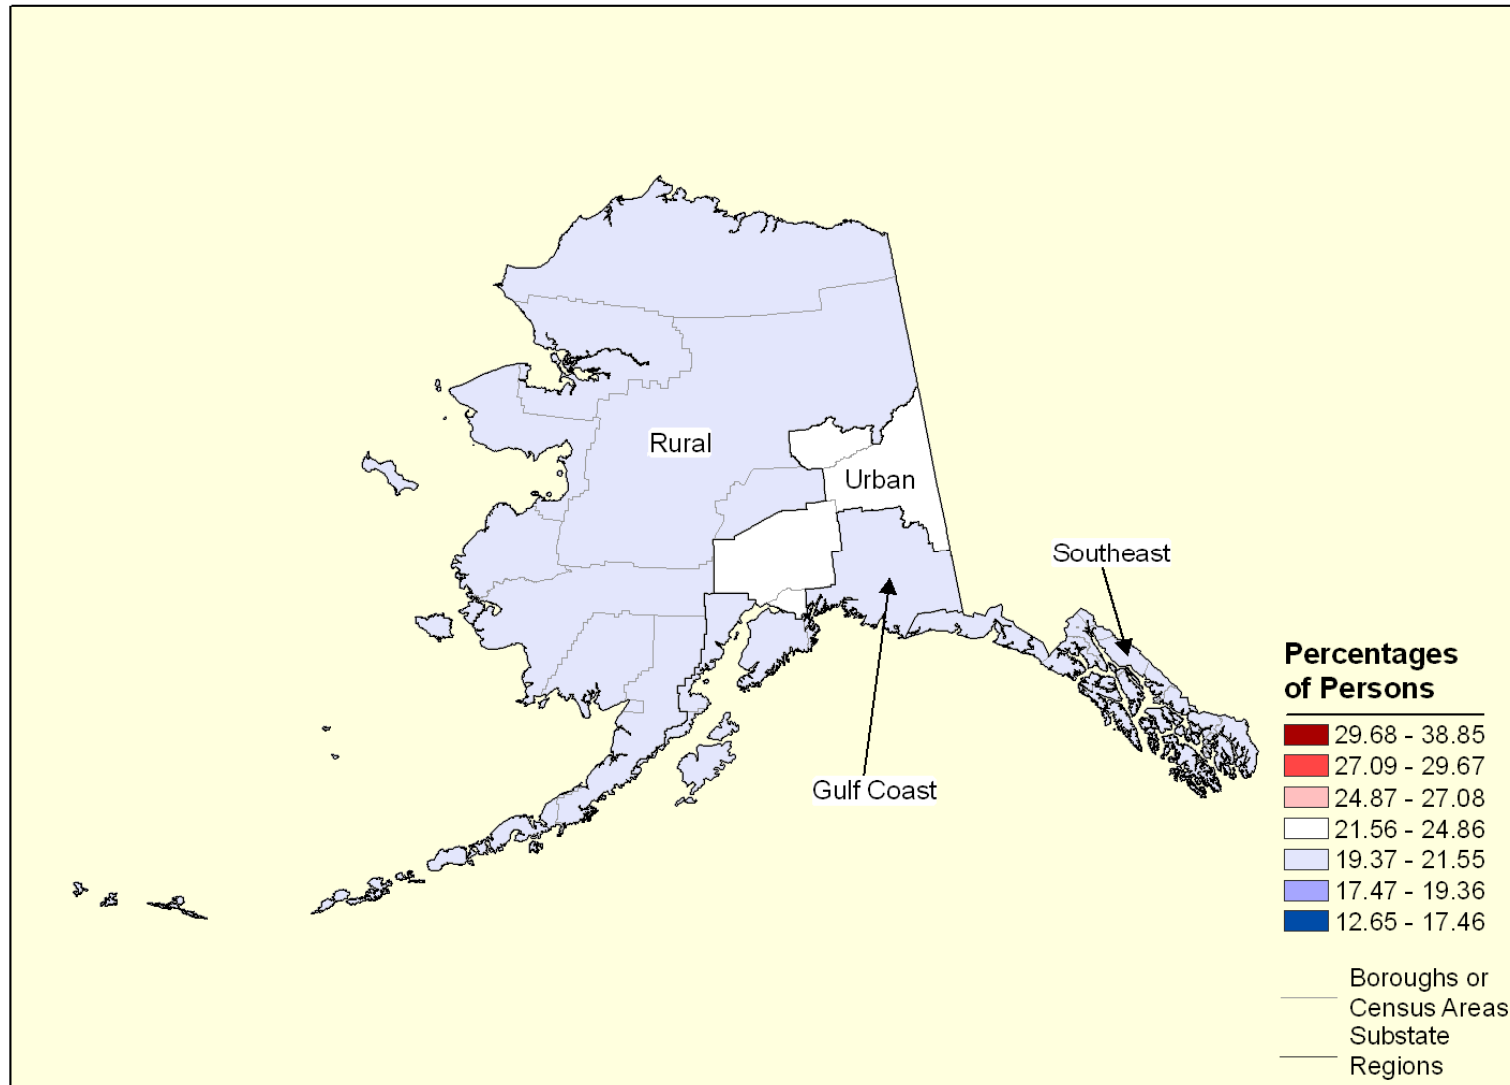 Rural
Urban
Southeast
Gulf Coast
Percentages
of Persons
29.68 - 38.85
27.09 - 29.67
24.87 - 27.08
21.56 - 24.86
19.37 - 21.55
17.47 - 19.36
12.65 - 17.46
Boroughs or
Census Areas
Substate
Regions